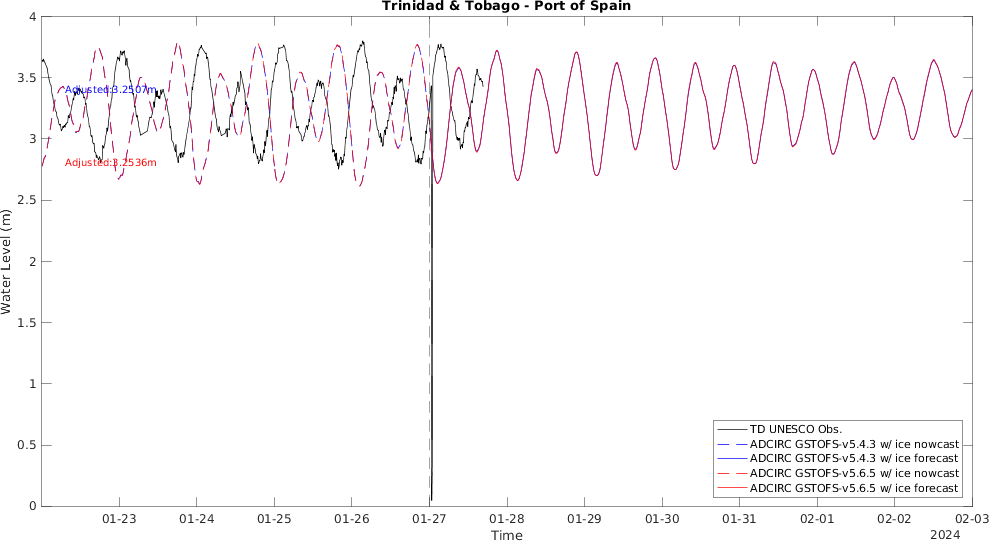 Trinidad & Tobago - Port of Spain
4
3.5
3
2.5
2
1.5
1
0.5
0
Water Level (m)
Adjusted:3.2507m
Adjusted:3.2536m
TD UNESCO Obs.
ADCIRC GSTOFS-v5.4.3 w/ ice nowcast
ADCIRC GSTOFS-v5.4.3 w/ ice forecast
ADCIRC GSTOFS-v5.6.5 w/ ice nowcast
ADCIRC GSTOFS-v5.6.5 w/ ice forecast
01-23 01-24 01-25 01-26 01-27 01-28 01-29 01-30 01-31 02-01 02-02 02-03
Time
2024